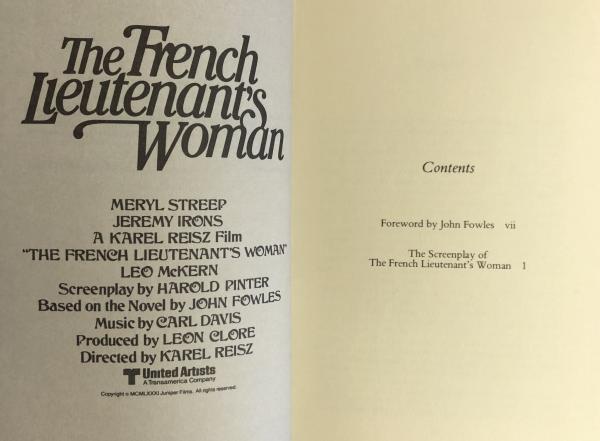 The French
Lieutenant's
Woman
MERYL STREEP
JEREMY IRONS
A KAREL REISZ Film
"THE FRENCH LIEUTENANT'S WOMAN"
LEO McKERN
Screenplay by HAROLD PINTER
Based on the Novel by JOHN FOWLES
Music by CARL DAVIS
Produced by LEON CLORE
Directed by KAREL REISZ
United Artists
A Transamerica Company
Copyright © MCMLXXXI Juniper Films. All rights reserved.
Contents
Foreword by John Fowles vii
The Screenplay of
The French Lieutenant's Woman 1